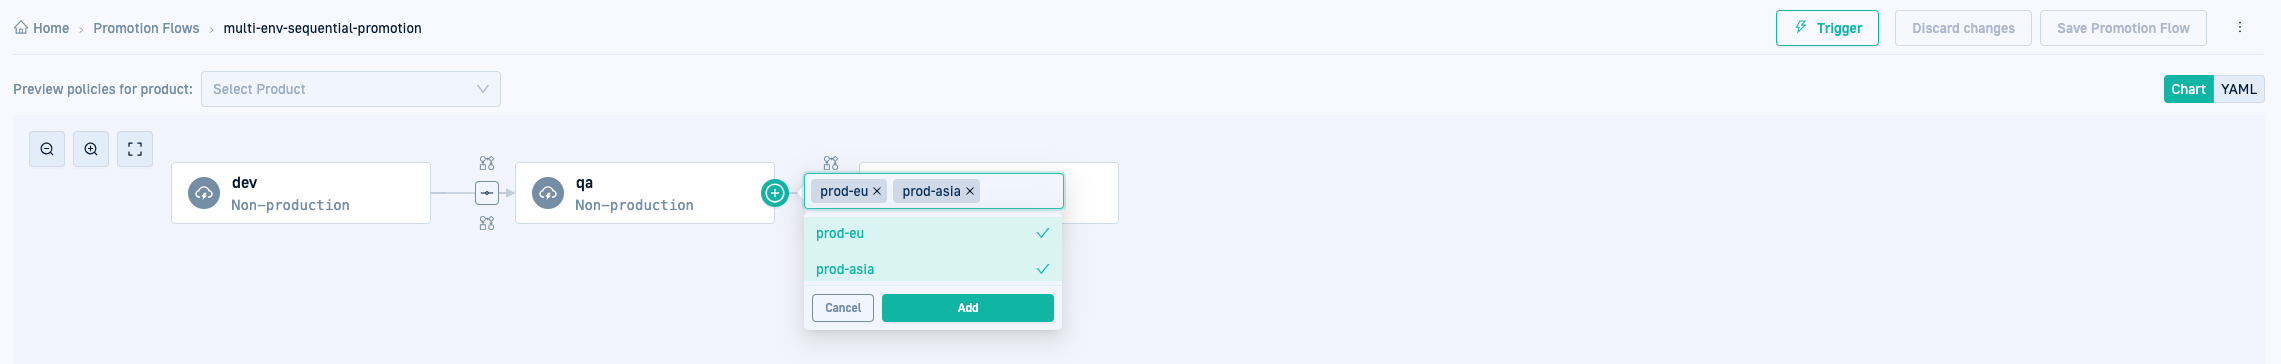 Home › Promotion Flows › multi-env-sequential-promotion
Trigger
Discard changes
Save Promotion Flow
Preview policies for product:
Select Product
Chart
YAML
dev
Non-production
qa
Non-production
prod-eu ×
prod-asia ×
prod-eu
prod-asia
Cancel
Add